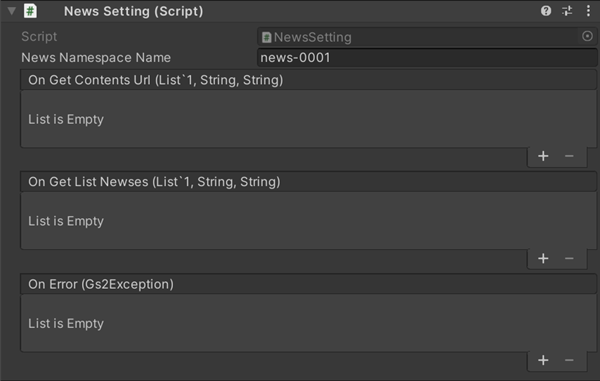 News Setting (Script)
Script NewsSetting
News Namespace Name news-0001
On Get Contents Url (List`1, String, String)
List is Empty
+ −
On Get List Newses (List`1, String, String)
List is Empty
+ −
On Error (Gs2Exception)
List is Empty
+ −